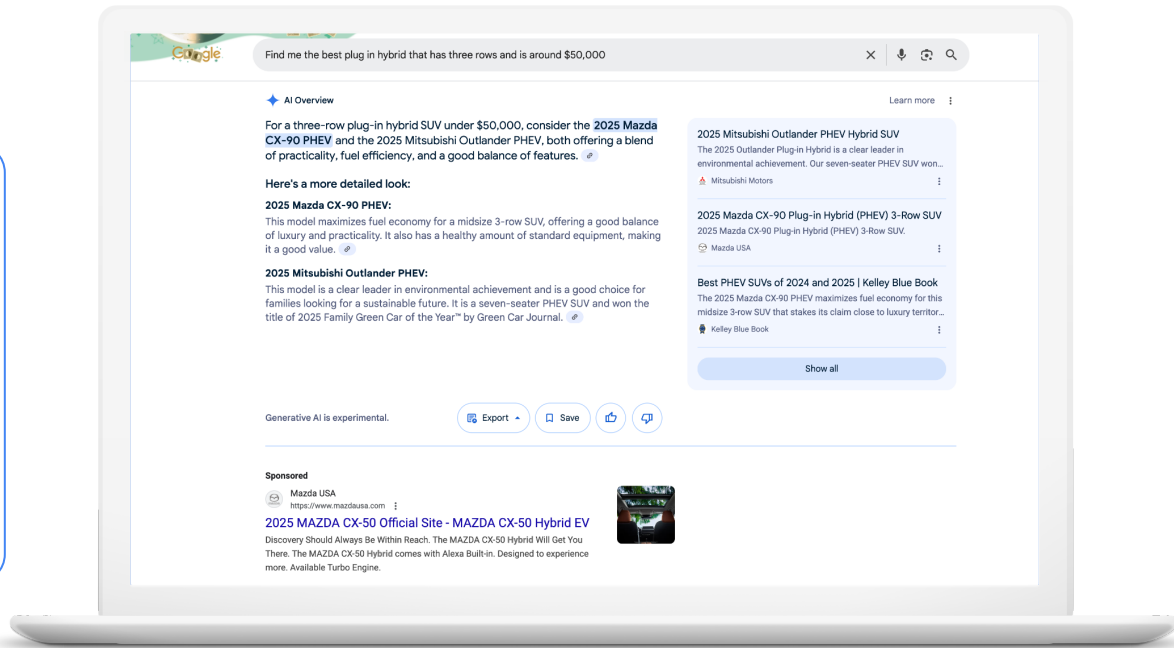 Google
Find me the best plug in hybrid that has three rows and is around $50,000
AI Overview
Learn more
For a three-row plug-in hybrid SUV under $50,000, consider the 2025 Mazda
CX-90 PHEV and the 2025 Mitsubishi Outlander PHEV, both offering a blend
of practicality, fuel efficiency, and a good balance of features.
Here's a more detailed look:
2025 Mazda CX-90 PHEV:
This model maximizes fuel economy for a midsize 3-row SUV, offering a good balance
of luxury and practicality. It also has a healthy amount of standard equipment, making
it a good value.
2025 Mitsubishi Outlander PHEV:
This model is a clear leader in environmental achievement and is a good choice for
families looking for a sustainable future. It is a seven-seater PHEV SUV and won the
title of 2025 Family Green Car of the Year™ by Green Car Journal.
2025 Mitsubishi Outlander PHEV Hybrid SUV
The 2025 Outlander Plug-in Hybrid is a clear leader in
environmental achievement. Our seven-seater PHEV SUV won...
Mitsubishi Motors
2025 Mazda CX-90 Plug-in Hybrid (PHEV) 3-Row SUV
2025 Mazda CX-90 Plug-in Hybrid (PHEV) 3-Row SUV.
Mazda USA
Best PHEV SUVs of 2024 and 2025 | Kelley Blue Book
The 2025 Mazda CX-90 PHEV maximizes fuel economy for this
midsize 3-row SUV that stakes its claim close to luxury territor...
Kelley Blue Book
Show all
Generative AI is experimental.
Export
Save
Sponsored
Mazda USA
https://www.mazdausa.com
2025 MAZDA CX-50 Official Site - MAZDA CX-50 Hybrid EV
Discovery Should Always Be Within Reach. The MAZDA CX-50 Hybrid Will Get You
There. The MAZDA CX-50 Hybrid comes with Alexa Built-in. Designed to experience
more. Available Turbo Engine.